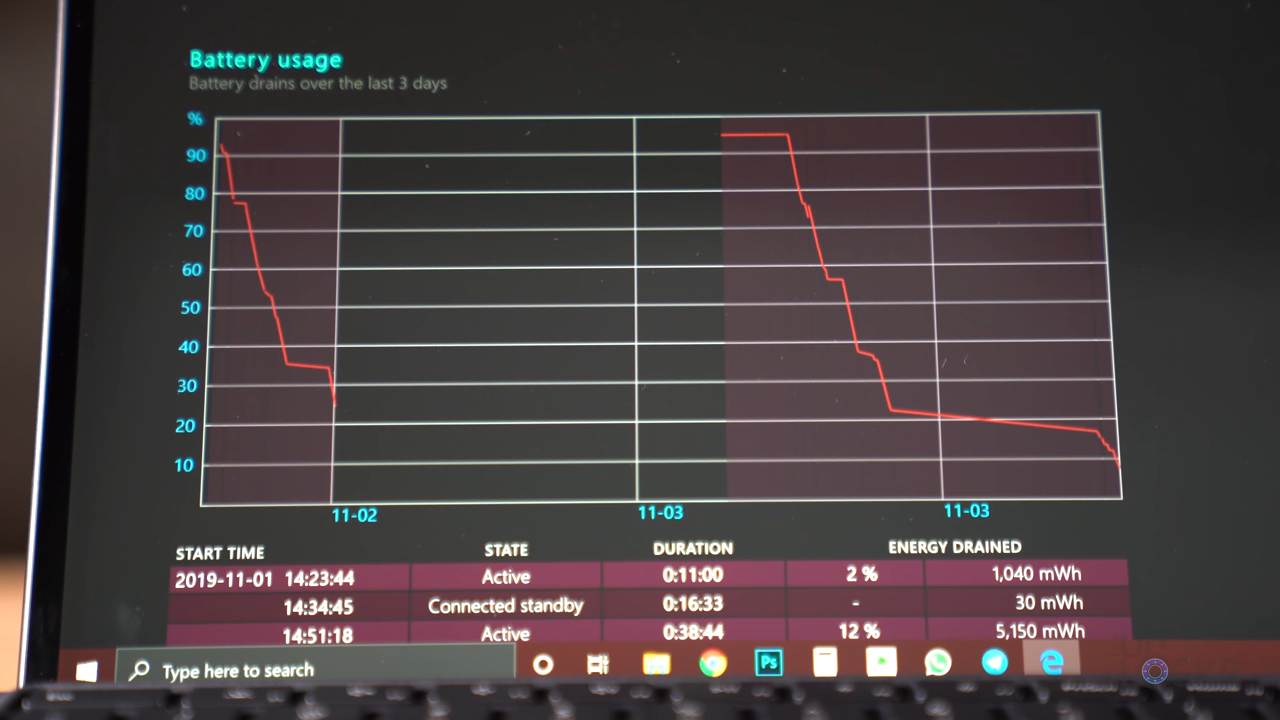 Battery usage
Battery drains over the last 3 days
%
90
80
70
60
50
40
30
20
10
11-02 11-03 11-03
START TIME STATE DURATION ENERGY DRAINED
2019-11-01 14:23:44 Active 0:11:00 2 % 1,040 mWh
14:34:45 Connected standby 0:16:33 - 30 mWh
14:51:18 Active 0:38:44 12 % 5,150 mWh
Type here to search Ps